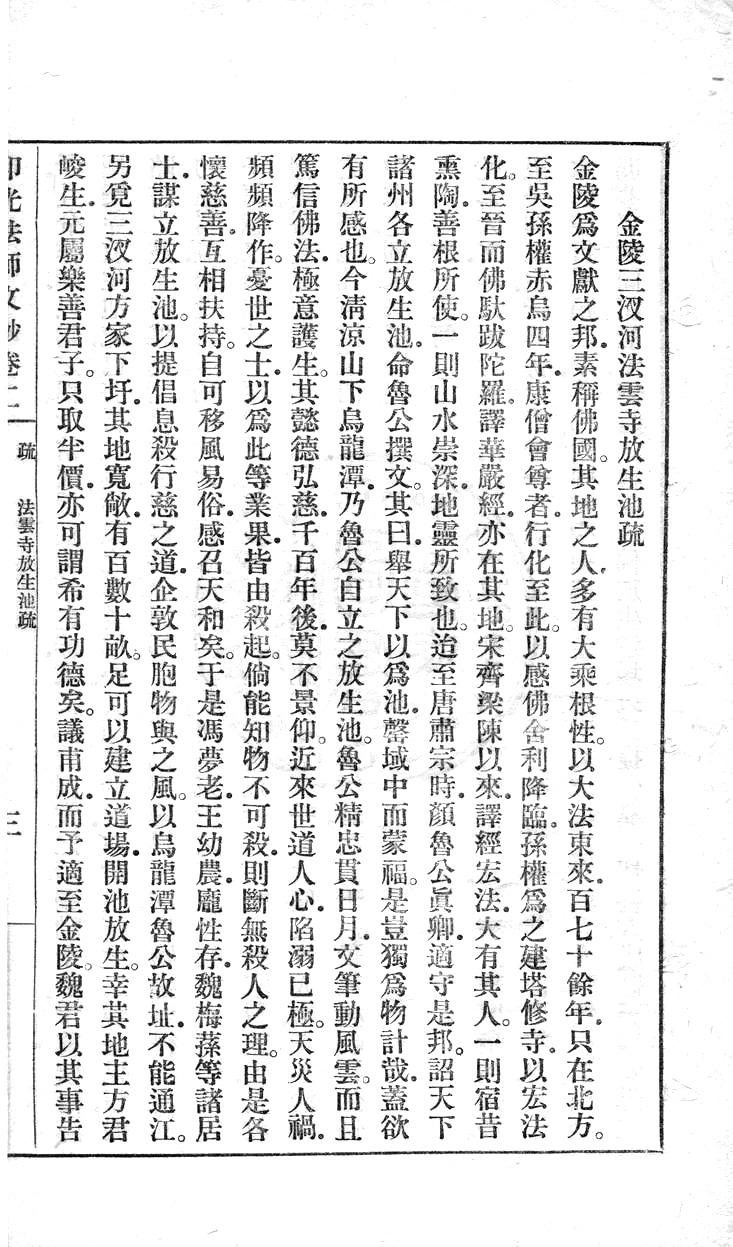 金陵三汊河法雲寺放生池疏
金陵爲文獻之邦.素稱佛國.其地之人.多有大乘根性。以大法東來.百七十餘年.只在北方。
至吳孫權赤烏四年.康僧會尊者.行化至此.以感佛舍利降臨.孫權爲之建塔修寺.以宏法
化。至晉而佛馱跋陀羅.譯華嚴經.亦在其地。宋齊梁陳以來.譯經宏法.大有其人。一則宿昔
熏陶.善根所使.一則山水崇深.地靈所致也。迨至唐肅宗時.顏魯公眞卿.適守是邦。詔天下
諸州各立放生池.命魯公撰文。其曰.舉天下以爲池.罄域中而蒙福.是豈獨爲物計哉.蓋欲
有所感也。今淸涼山下烏龍潭.乃魯公自立之放生池。魯公精忠貫日月.文筆動風雲.而且
篤信佛法.極意護生。其懿德弘慈.千百年後.莫不景仰。近來世道人心.陷溺已極。天災人禍.
頻頻降作。憂世之士.以爲此等業果.皆由殺起。倘能知物不可殺.則斷無殺人之理。由是各
懷慈善.互相扶持。自可移風易俗.感召天和矣。于是馮夢老.王幼農.龐性存.魏梅蓀等諸居
士.謀立放生池.以提倡息殺行慈之道.企敦民胞物與之風。以烏龍潭魯公故址.不能通江。
另覓三汊河方家下圩.其地寬敞.有百數十畝。足可以建立道場.開池放生。幸其地主方君
峻生.元屬樂善君子。只取半價.亦可謂希有功德矣。議甫成.而予適至金陵。魏君以其事告
印光法師文鈔卷二 疏 法雲寺放生池疏 三